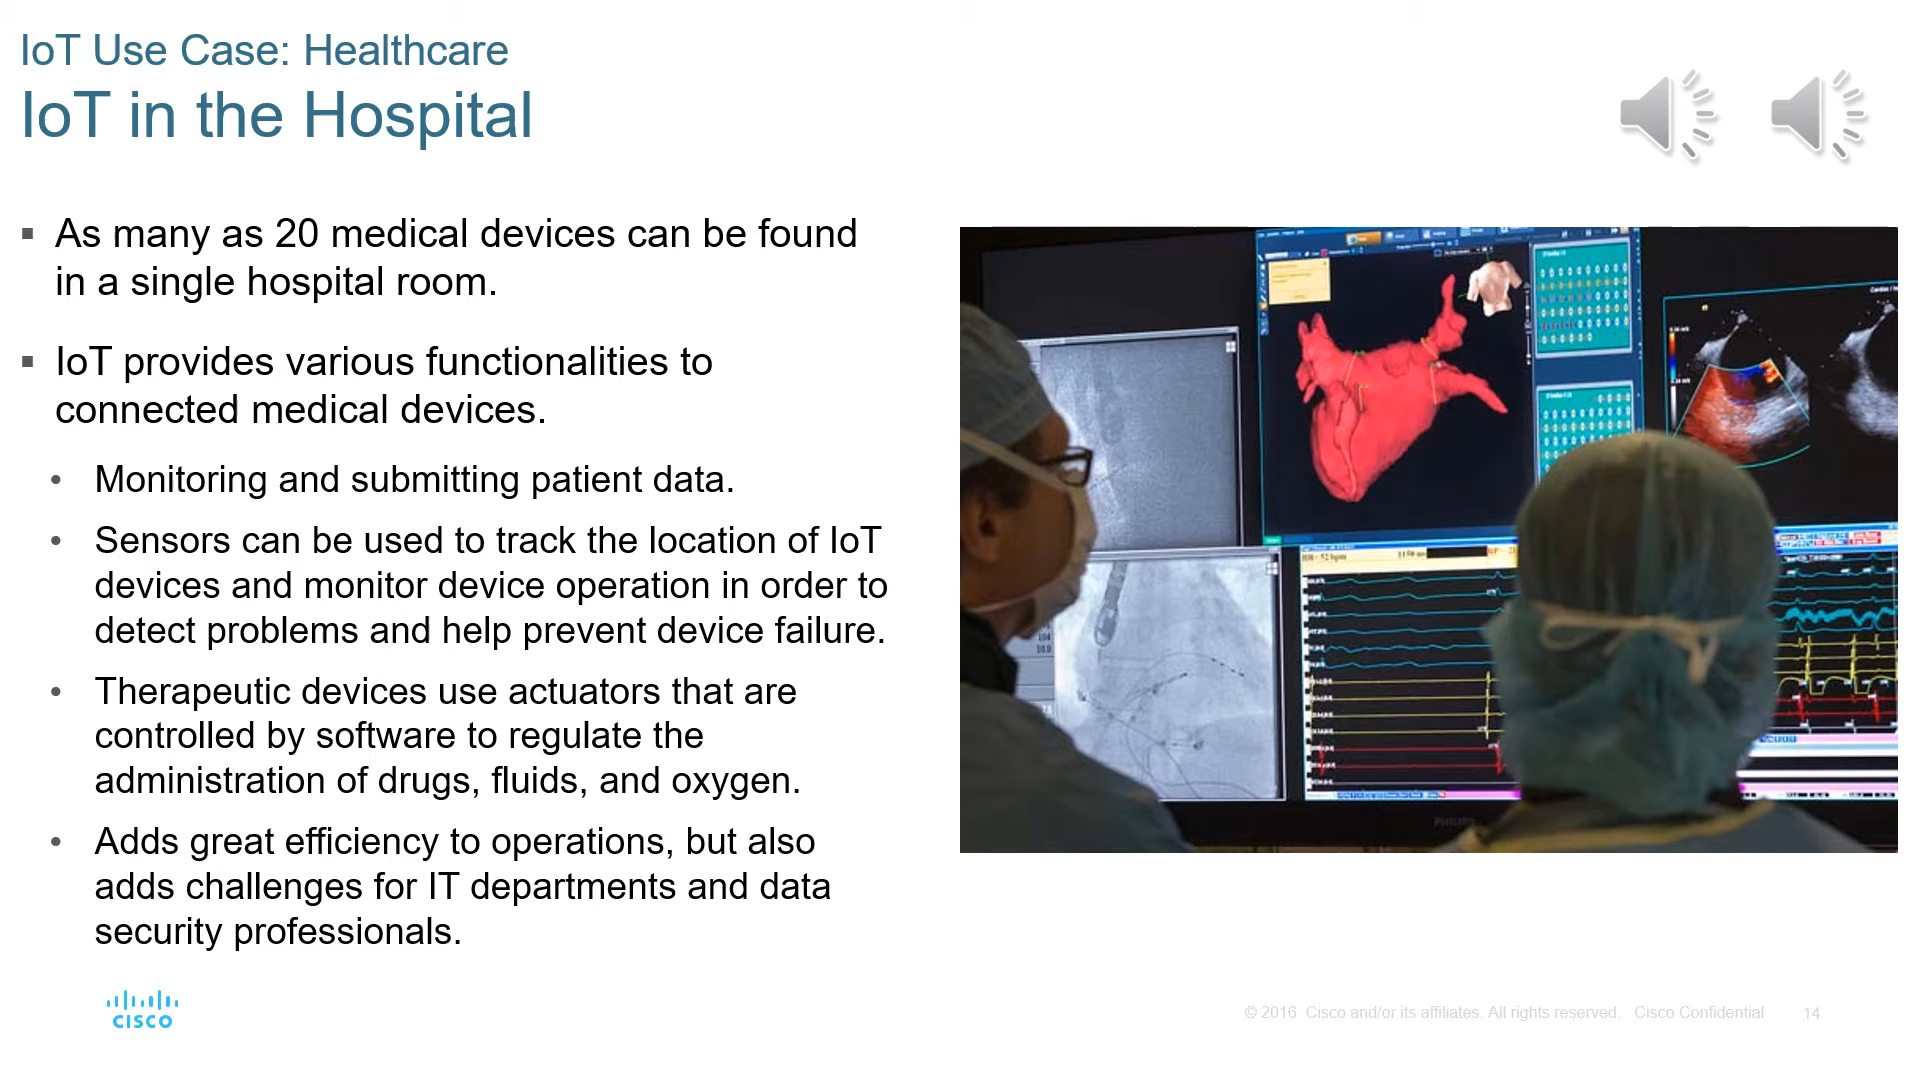 IoT Use Case: Healthcare
IoT in the Hospital
▪ As many as 20 medical devices can be found
in a single hospital room.
▪ IoT provides various functionalities to
connected medical devices.
• Monitoring and submitting patient data.
• Sensors can be used to track the location of IoT
devices and monitor device operation in order to
detect problems and help prevent device failure.
• Therapeutic devices use actuators that are
controlled by software to regulate the
administration of drugs, fluids, and oxygen.
• Adds great efficiency to operations, but also
adds challenges for IT departments and data
security professionals.
PHILIPS
CISCO
© 2016 Cisco and/or its affiliates. All rights reserved. Cisco Confidential 14